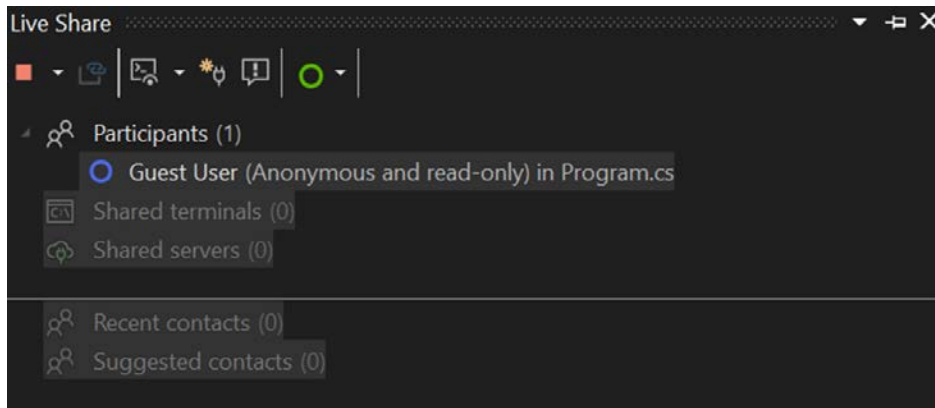 Live Share
Participants (1)
Guest User (Anonymous and read-only) in Program.cs
Shared terminals (0)
Shared servers (0)
Recent contacts (0)
Suggested contacts (0)